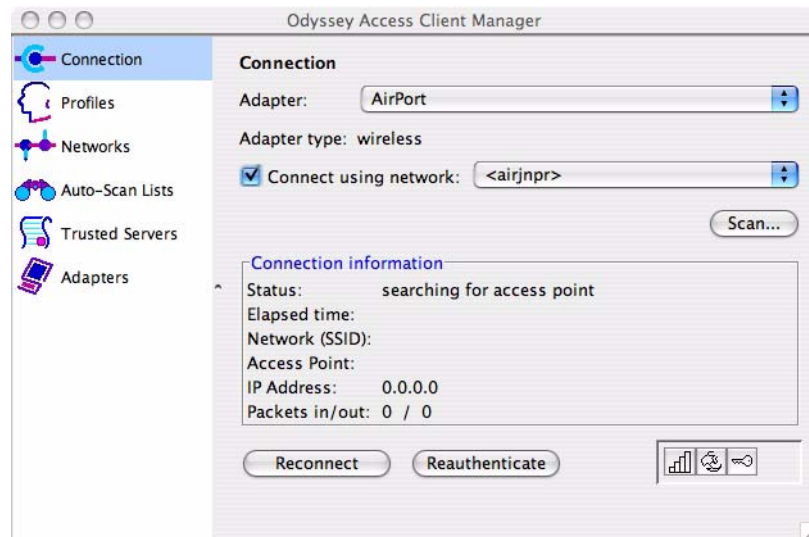 Odyssey Access Client Manager
Connection
Profiles
Networks
Auto-Scan Lists
Trusted Servers
Adapters
Connection
Adapter: AirPort
Adapter type: wireless
Connect using network: <airjnpr>
Scan...
Connection information
Status: searching for access point
Elapsed time:
Network (SSID):
Access Point:
IP Address: 0.0.0.0
Packets in/out: 0 / 0
Reconnect Reauthenticate